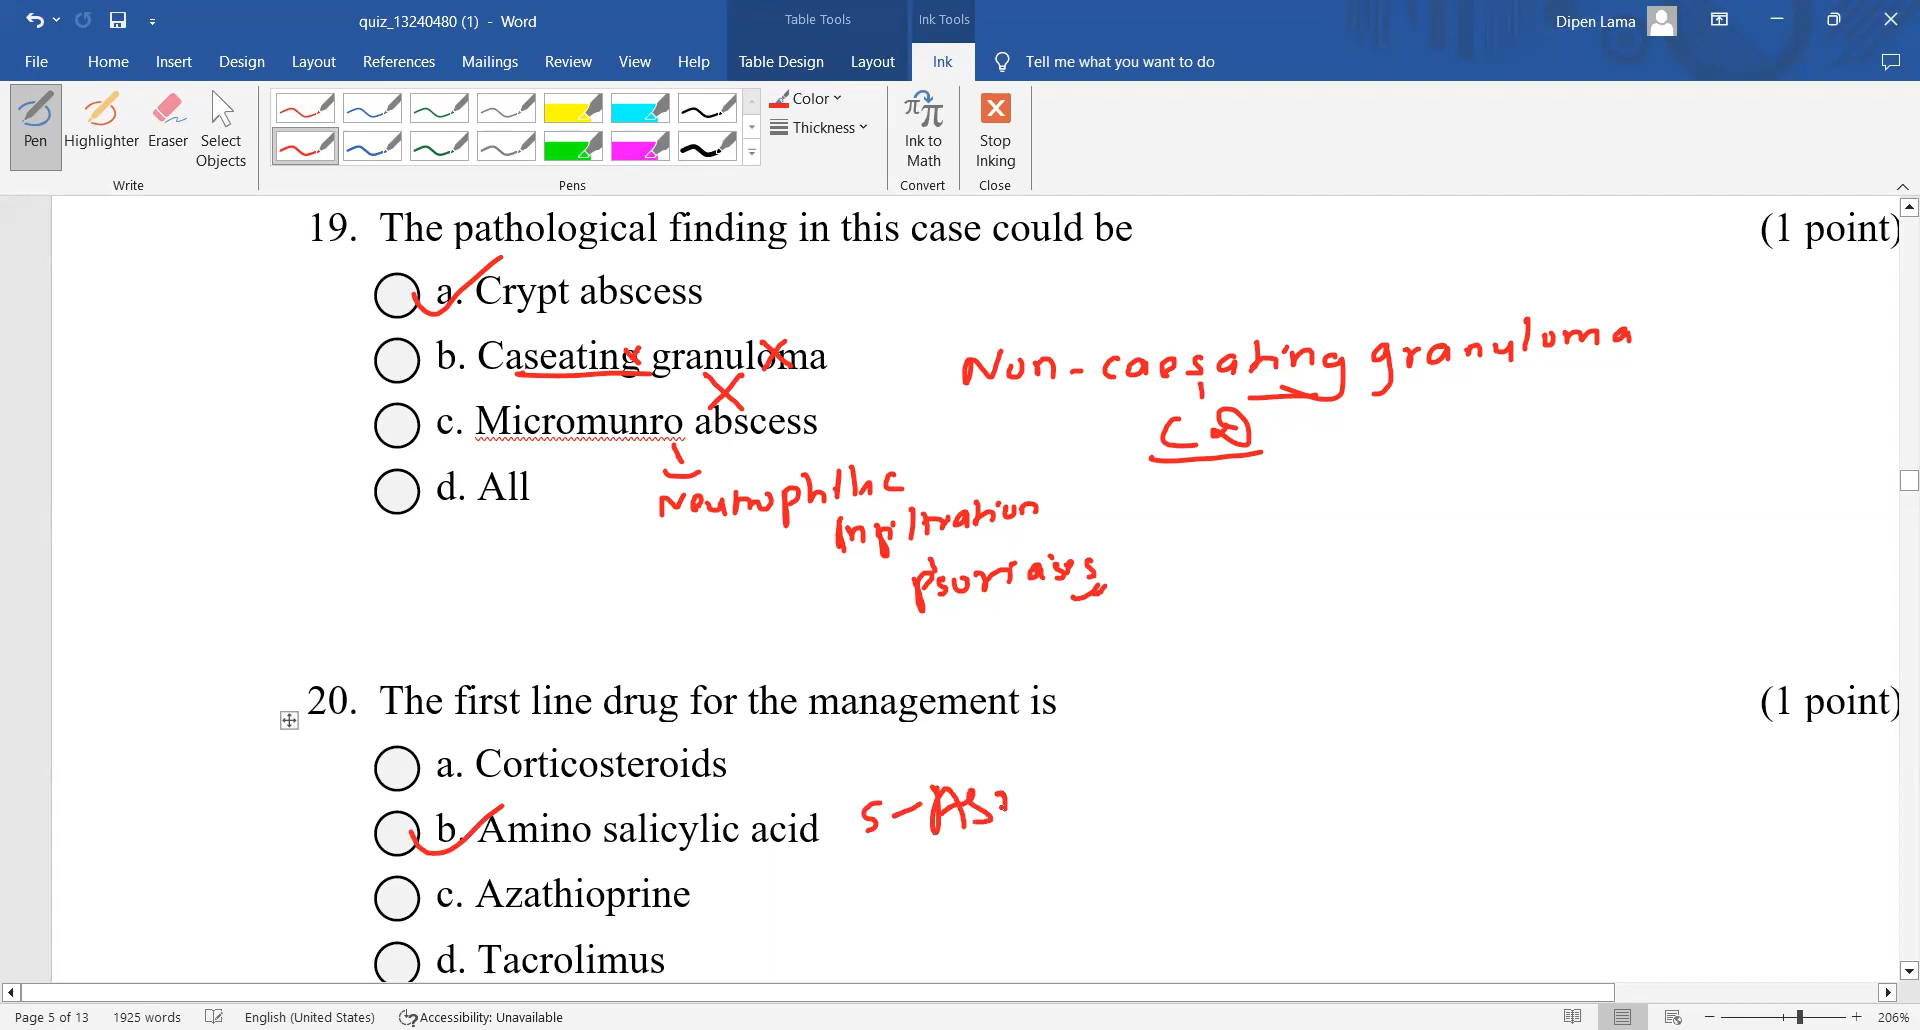 quiz_13240480 (1) - Word
Table Tools
Ink Tools
Dipen Lama
File Home Insert Design Layout References Mailings Review View Help Table Design Layout Ink Tell me what you want to do
Pen
Highlighter
Eraser
Select Objects
Write
Pens
Color
Thickness
Ink to Math
Convert
Stop Inking
Close
19. The pathological finding in this case could be (1 point)
a. Crypt abscess
b. Caseating granuloma
Non-caesating granuloma
c. Micromunro abscess
CD
d. All
Neutrophilic
Infiltration
psoriasis
20. The first line drug for the management is (1 point)
a. Corticosteroids
b. Amino salicylic acid
5-AS
c. Azathioprine
d. Tacrolimus
Page 5 of 13 1925 words English (United States) Accessibility: Unavailable 206%